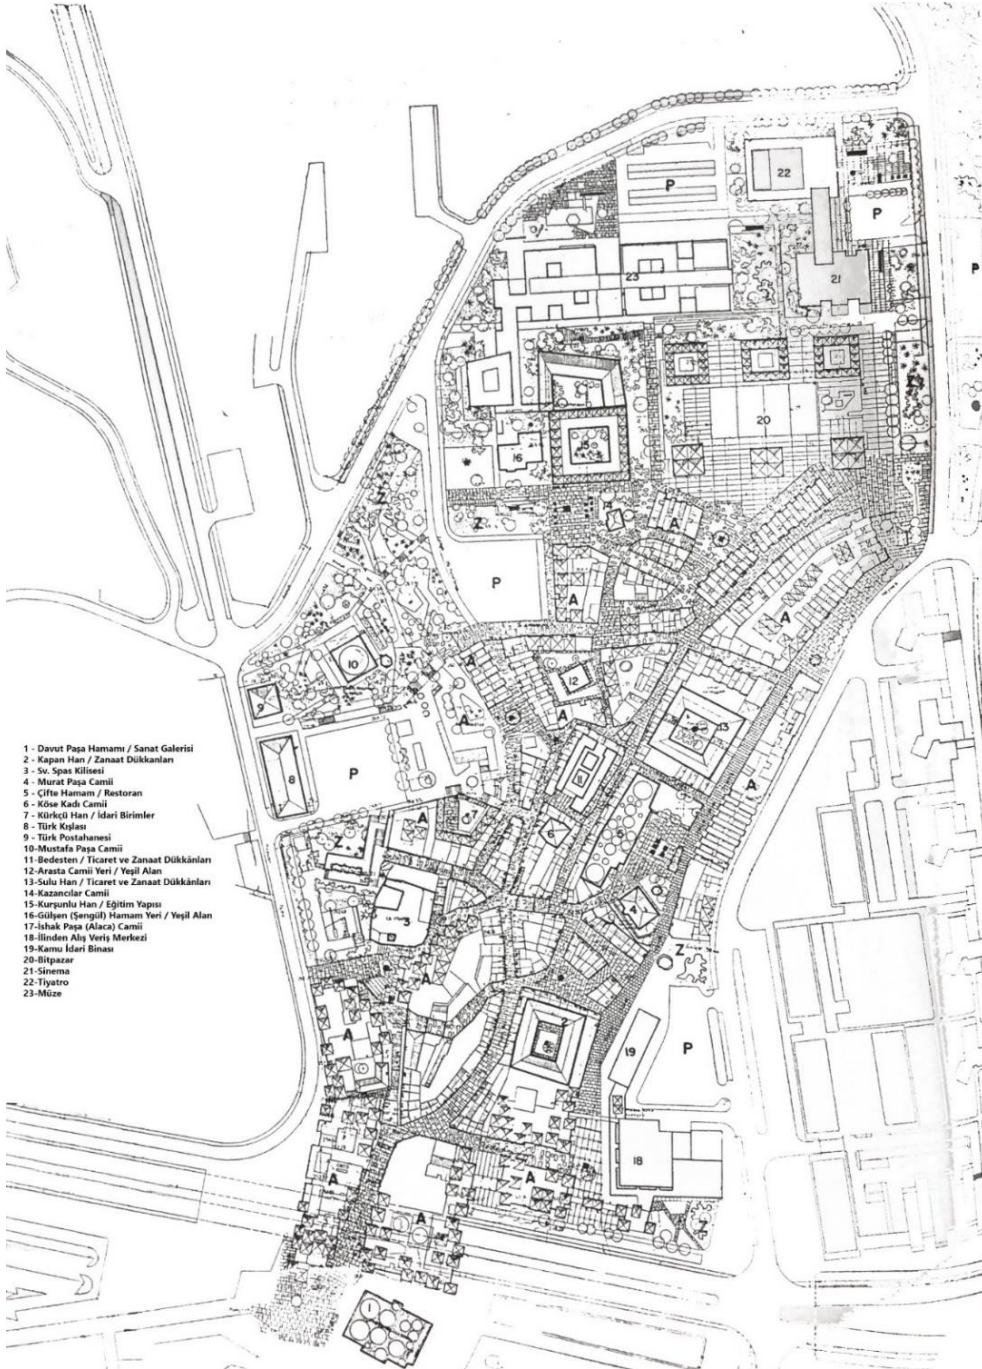 22
P
P
P
23
21
20
16
Z
Z
14
A
P
A
A
A
10
12
9
A
A
13
8
P
A
1 - Davut Paşa Hamamı / Sanat Galerisi
2 - Kapan Han / Zanaat Dükkanları
3 - Sv. Spas Kilisesi
4 - Murat Paşa Camii
5 - Çifte Hamam / Restoran
6 - Köse Kadı Camii
7 - Kürkçü Han / İdari Birimler
8 - Türk Kışlası
9 - Türk Postahanesi
10-Mustafa Paşa Camii
11-Bedesten / Ticaret ve Zanaat Dükkânları
12-Arasta Camii Yeri / Yeşil Alan
13-Sulu Han / Ticaret ve Zanaat Dükkânları
14-Kazancılar Camii
15-Kurşunlu Han / Eğitim Yapısı
16-Gülşen (Şengül) Hamam Yeri / Yeşil Alan
17-İshak Paşa (Alaca) Camii
18-İlinden Alış Veriş Merkezi
19-Kamu İdari Binası
20-Bitpazar
21-Sinema
22-Tiyatro
23-Müze
Z
A
6
5
4
3
Z
A
A
19
P
18
A
A
A
Z
1